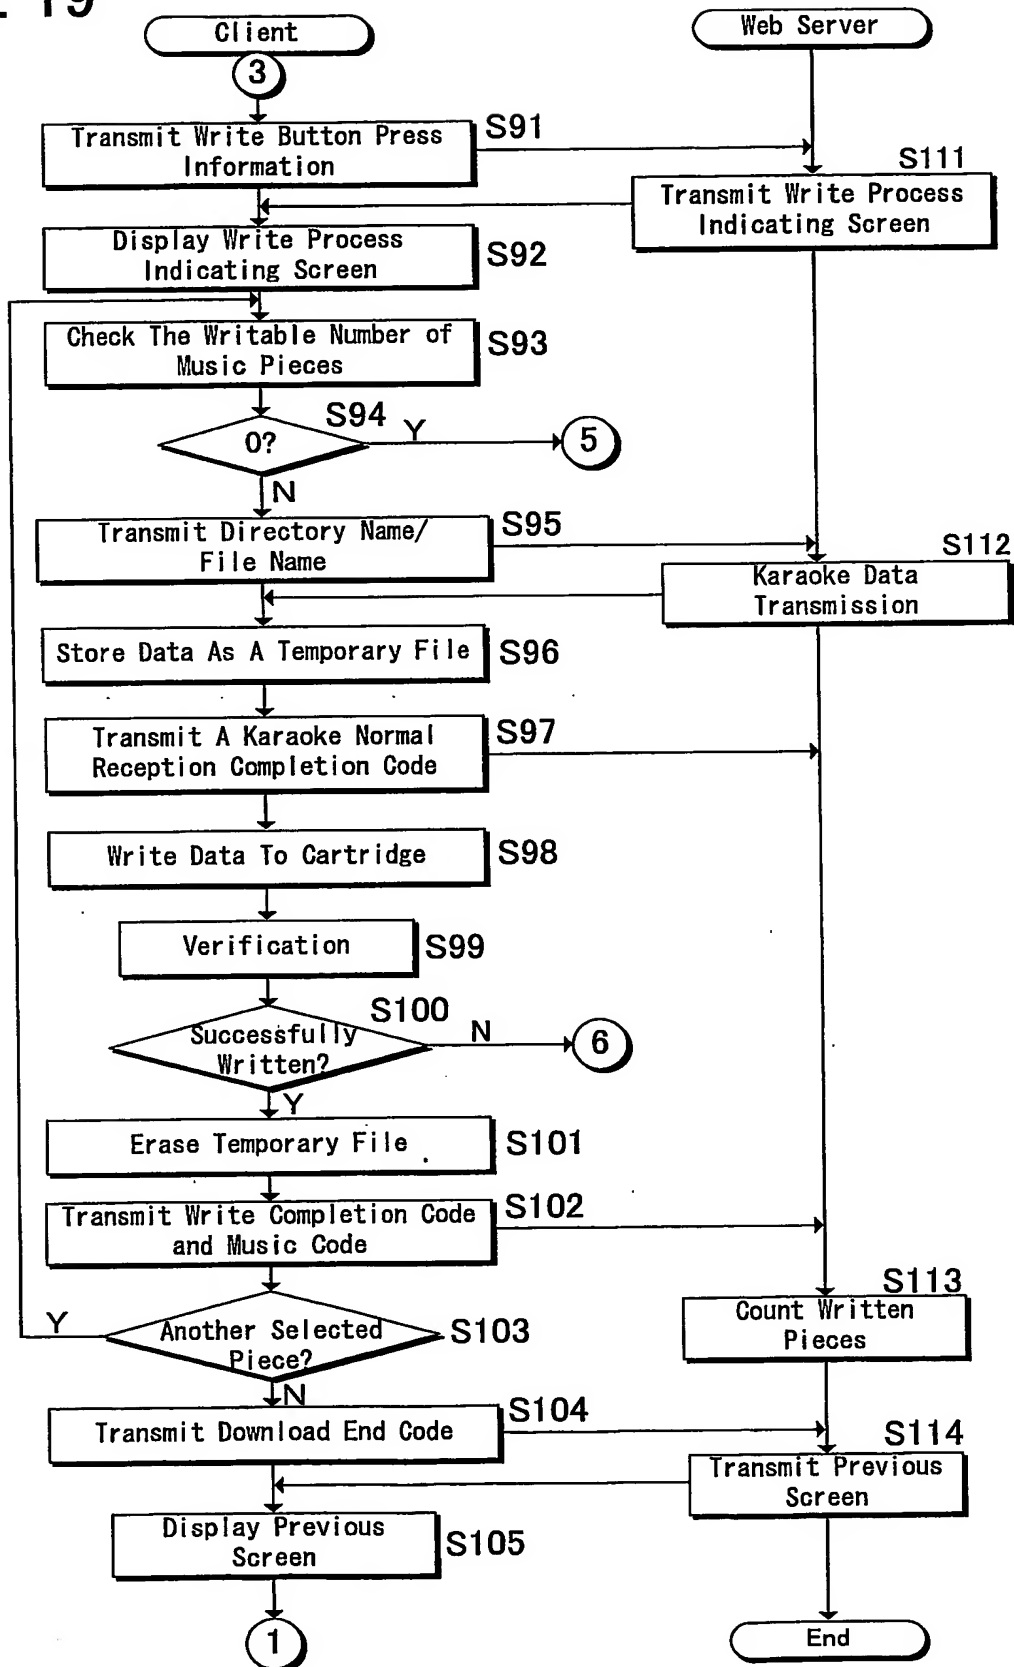 19
Client
Web Server
3
Transmit Write Button Press
Information
S91
S111
Transmit Write Process
Indicating Screen
Display Write Process
Indicating Screen
S92
Check The Writable Number of
Music Pieces
S93
S94
0?
Y
5
N
Transmit Directory Name/
File Name
S95
S112
Karaoke Data
Transmission
Store Data As A Temporary File
S96
Transmit A Karaoke Normal
Reception Completion Code
S97
Write Data To Cartridge
S98
Verification
S99
S100
Successfully
Written?
N
6
Y
Erase Temporary File
S101
Transmit Write Completion Code
and Music Code
S102
S113
Count Written
Pieces
Y
Another Selected
Piece?
S103
N
Transmit Download End Code
S104
S114
Transmit Previous
Screen
Display Previous
Screen
S105
1
End